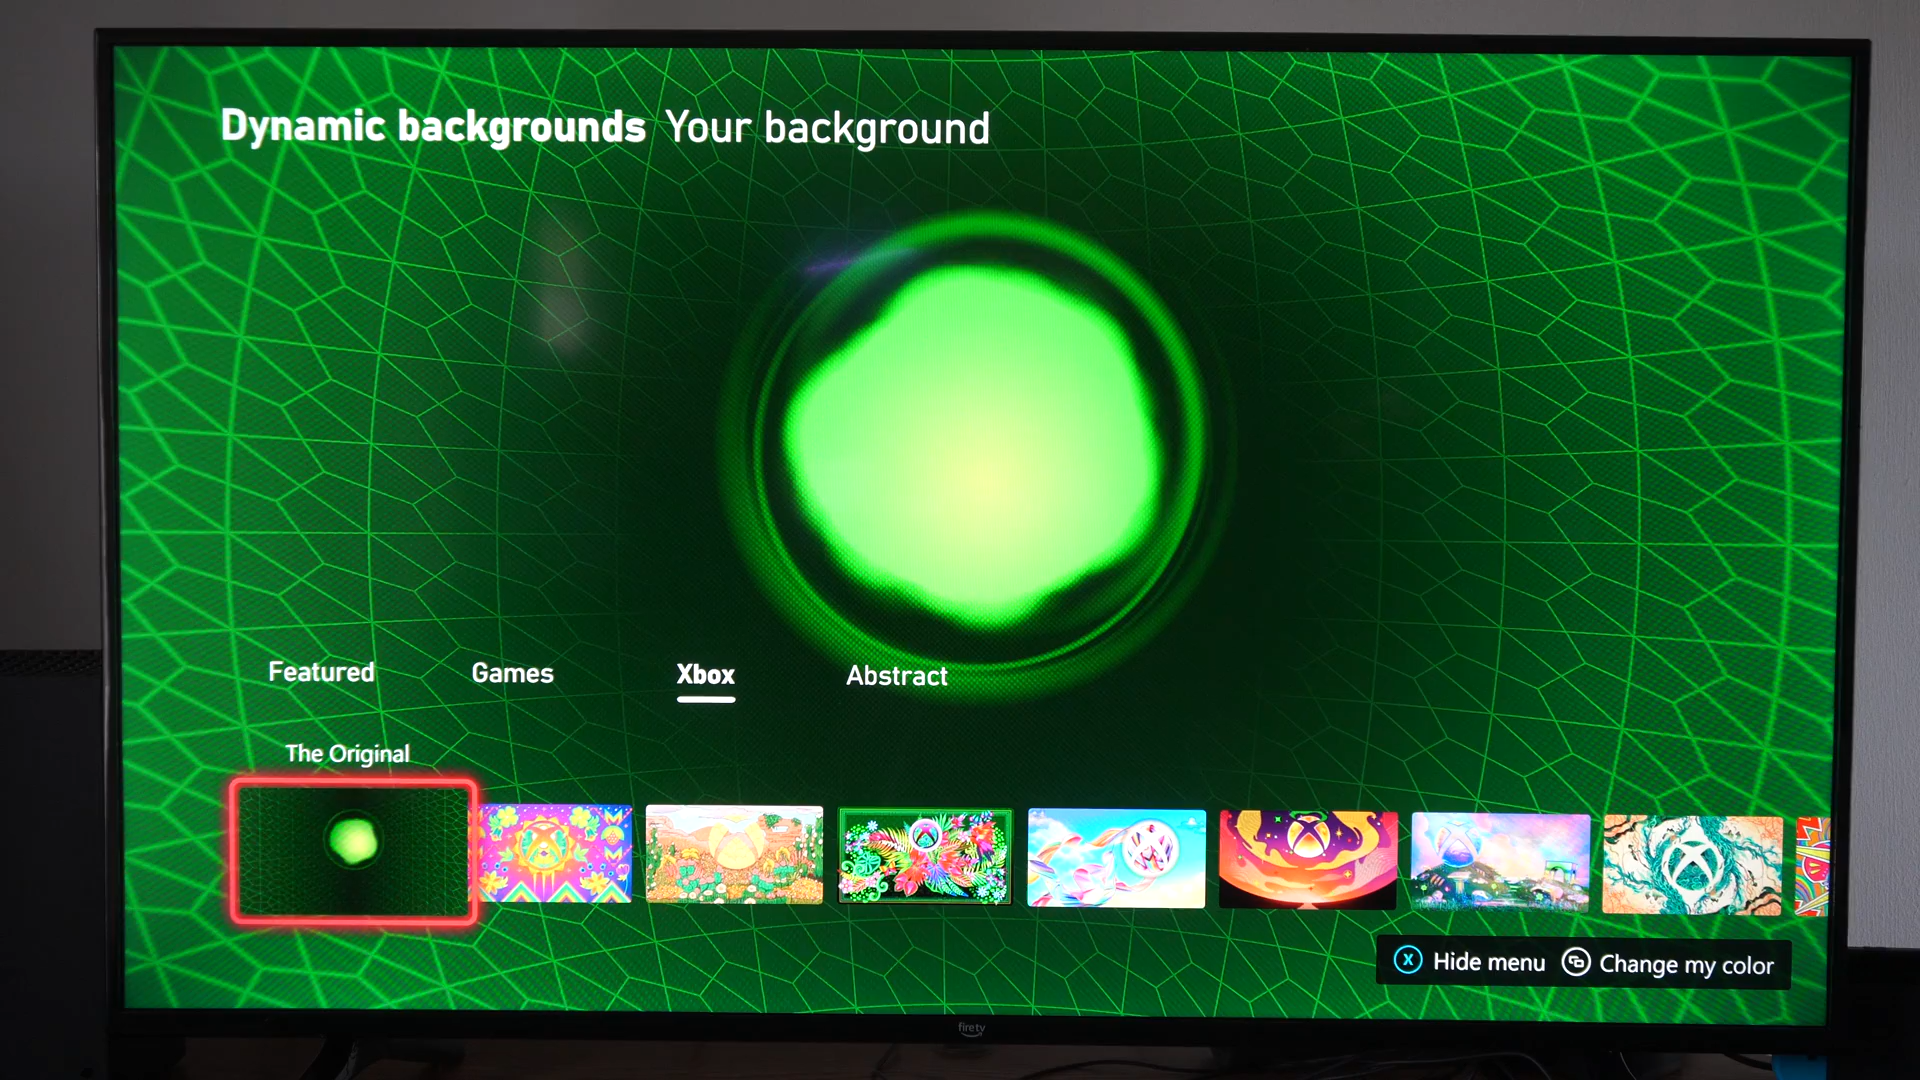 Dynamic backgrounds Your background
Featured Games Xbox Abstract
The Original
X Hide menu Change my color
firetv